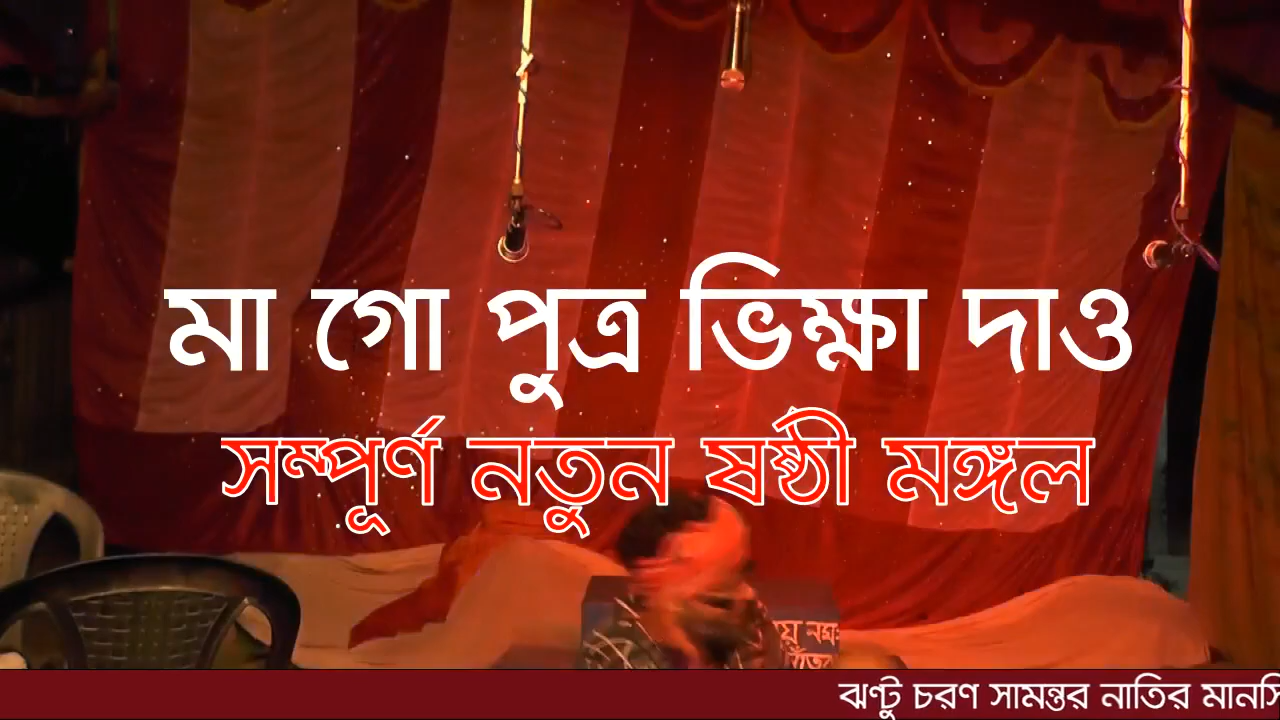 মা গো পুত্র ভিক্ষা দাও
সম্পূর্ণ নতুন ষষ্ঠী মঙ্গল
ঝণ্টু চরণ সামন্তর নাতির